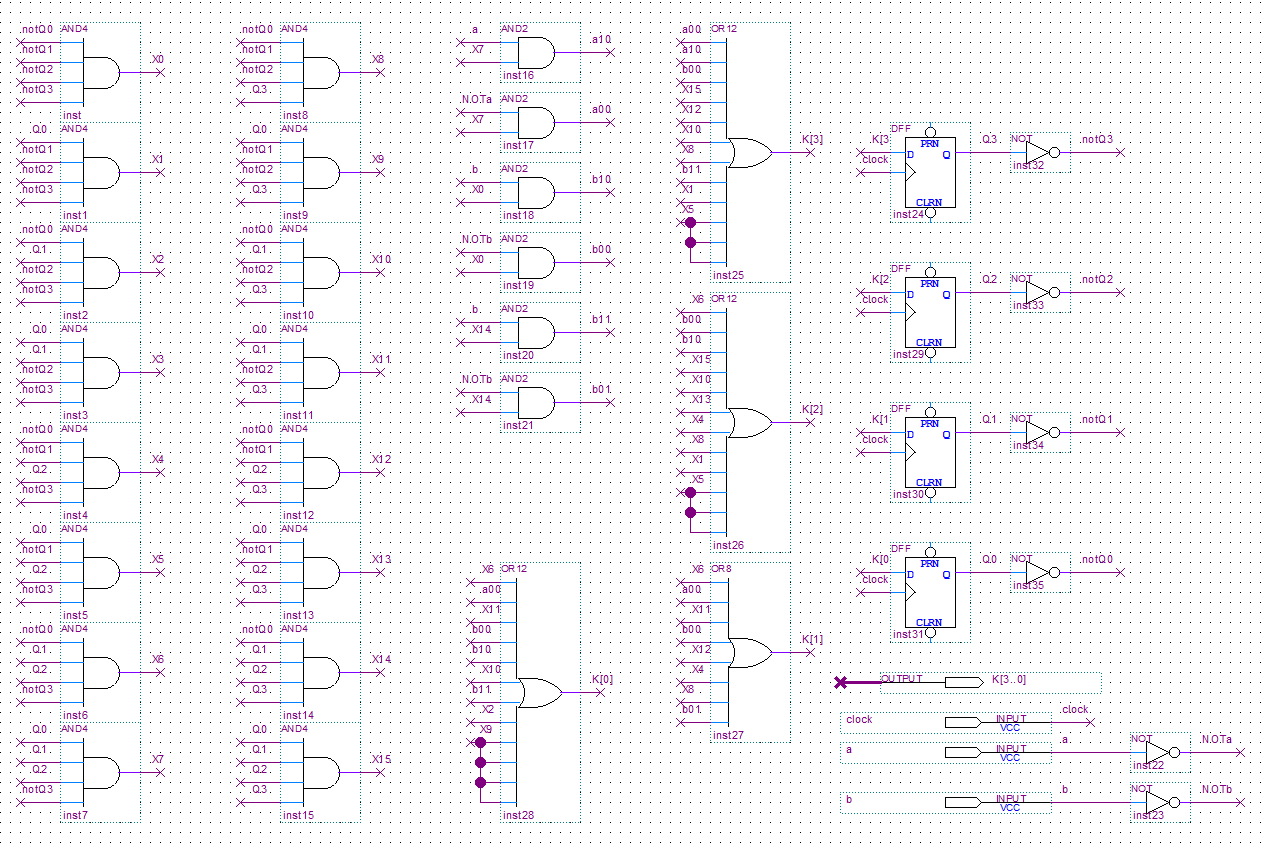 notQ0 AND4
notQ1
notQ2
notQ3
X0
inst
Q0 AND4
notQ1
notQ2
notQ3
X1
inst1
notQ0 AND4
Q1
notQ2
notQ3
X2
inst2
Q0 AND4
Q1
notQ2
notQ3
X3
inst3
notQ0 AND4
notQ1
Q2
notQ3
X4
inst4
Q0 AND4
notQ1
Q2
notQ3
X5
inst5
notQ0 AND4
Q1
Q2
notQ3
X6
inst6
Q0 AND4
Q1
Q2
notQ3
X7
inst7
notQ0 AND4
notQ1
notQ2
Q3
X8
inst8
Q0 AND4
notQ1
notQ2
Q3
X9
inst9
notQ0 AND4
Q1
notQ2
Q3
X10
inst10
Q0 AND4
Q1
notQ2
Q3
X11
inst11
notQ0 AND4
notQ1
Q2
Q3
X12
inst12
Q0 AND4
notQ1
Q2
Q3
X13
inst13
notQ0 AND4
Q1
Q2
Q3
X14
inst14
Q0 AND4
Q1
Q2
Q3
X15
inst15
a AND2
X7
a10
inst16
NOTa AND2
X7
a00
inst17
b AND2
X0
b10
inst18
NOTb AND2
X0
b00
inst19
b AND2
X14
b11
inst20
NOTb AND2
X14
b01
inst21
X6 OR12
a00
X11
b00
b10
X10
b11
X2
X9
K[0]
inst28
a00 OR12
a10
b00
X15
X12
X10
X8
b11
X1
X5
K[3]
inst25
X6 OR12
b00
b10
X15
X10
X13
X4
X8
X1
X5
K[2]
inst26
X6 OR8
a00
X11
b00
X12
X4
X8
b01
K[1]
inst27
DFF
K[3
clock
PRN
D Q
CLRN
inst24
Q3 NOT
inst32
notQ3
DFF
K[2
clock
PRN
D Q
CLRN
inst29
Q2 NOT
inst33
notQ2
DFF
K[1
clock
PRN
D Q
CLRN
inst30
Q1 NOT
inst34
notQ1
DFF
K[0
clock
PRN
D Q
CLRN
inst31
Q0 NOT
inst35
notQ0
OUTPUT K[3..0]
clock INPUT clock
VCC
a INPUT a NOT NOTa
VCC inst22
b INPUT b NOT NOTb
VCC inst23